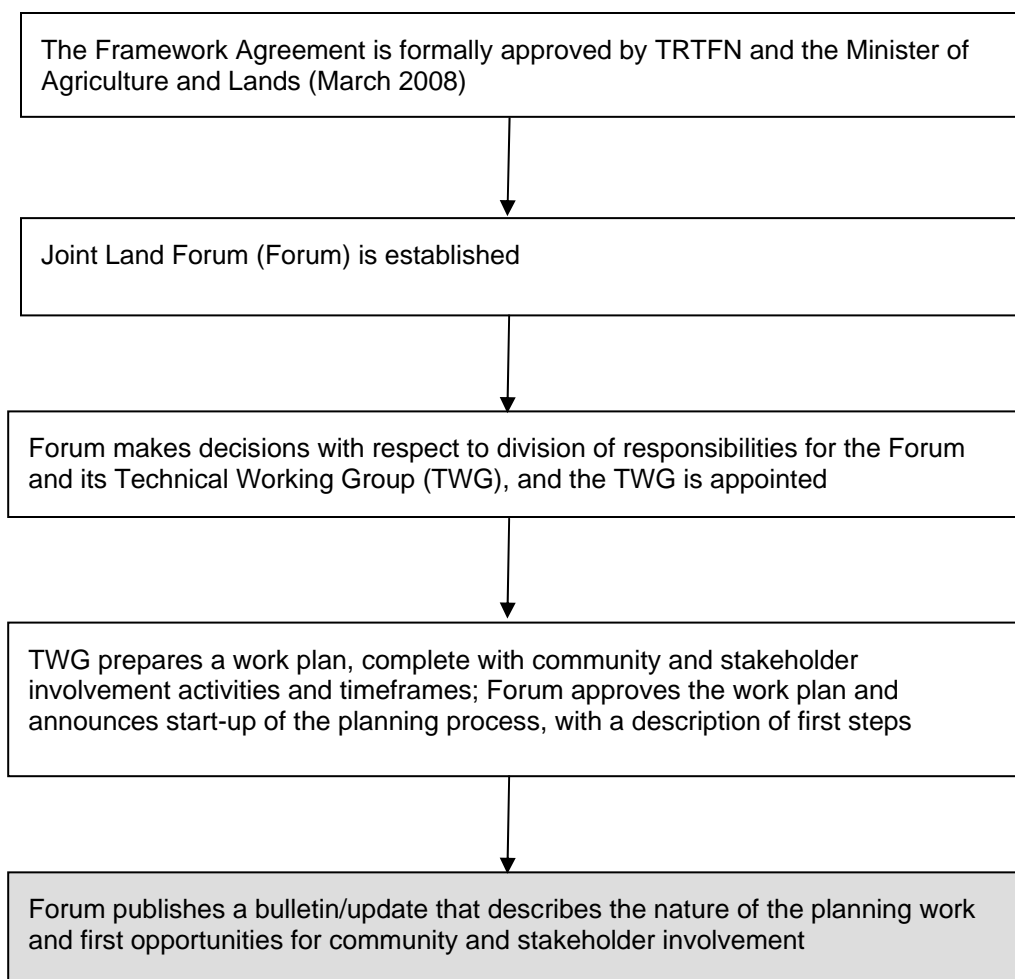 The Framework Agreement is formally approved by TRTFN and the Minister of
Agriculture and Lands (March 2008)
Joint Land Forum (Forum) is established
Forum makes decisions with respect to division of responsibilities for the Forum
and its Technical Working Group (TWG), and the TWG is appointed
TWG prepares a work plan, complete with community and stakeholder
involvement activities and timeframes; Forum approves the work plan and
announces start-up of the planning process, with a description of first steps
Forum publishes a bulletin/update that describes the nature of the planning work
and first opportunities for community and stakeholder involvement